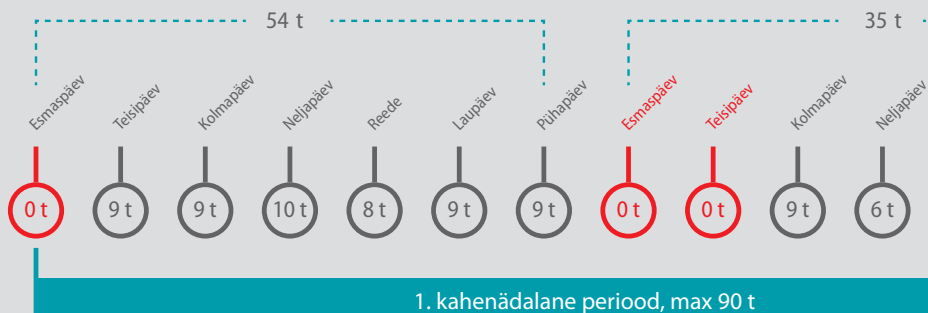 54 t 35 t
Esmaspäev Teisipäev Kolmapäev Neljapäev Reede Laupäev Pühapäev Esmaspäev Teisipäev Kolmapäev Neljapäev
0 t 9 t 9 t 10 t 8 t 9 t 9 t 0 t 0 t 9 t 6 t
1. kahenädalane periood, max 90 t